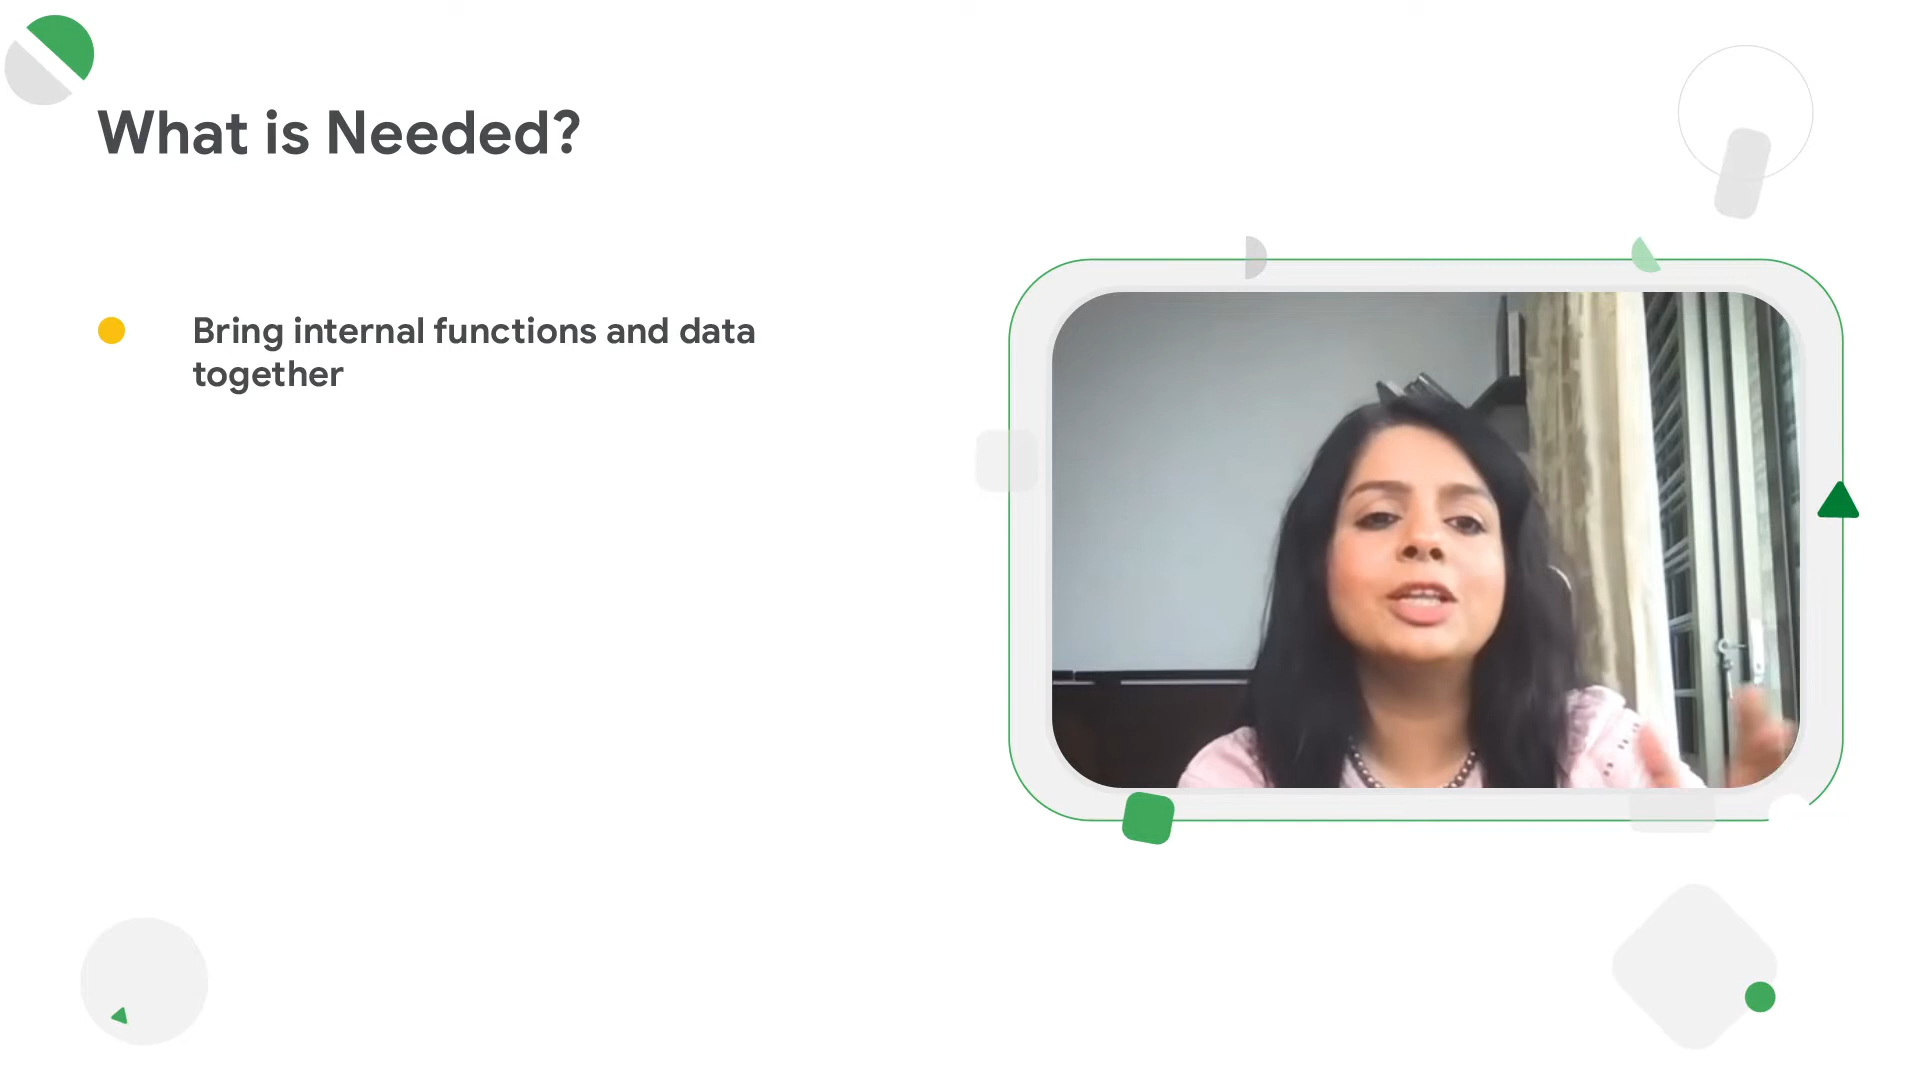 What is Needed?
Bring internal functions and data
together